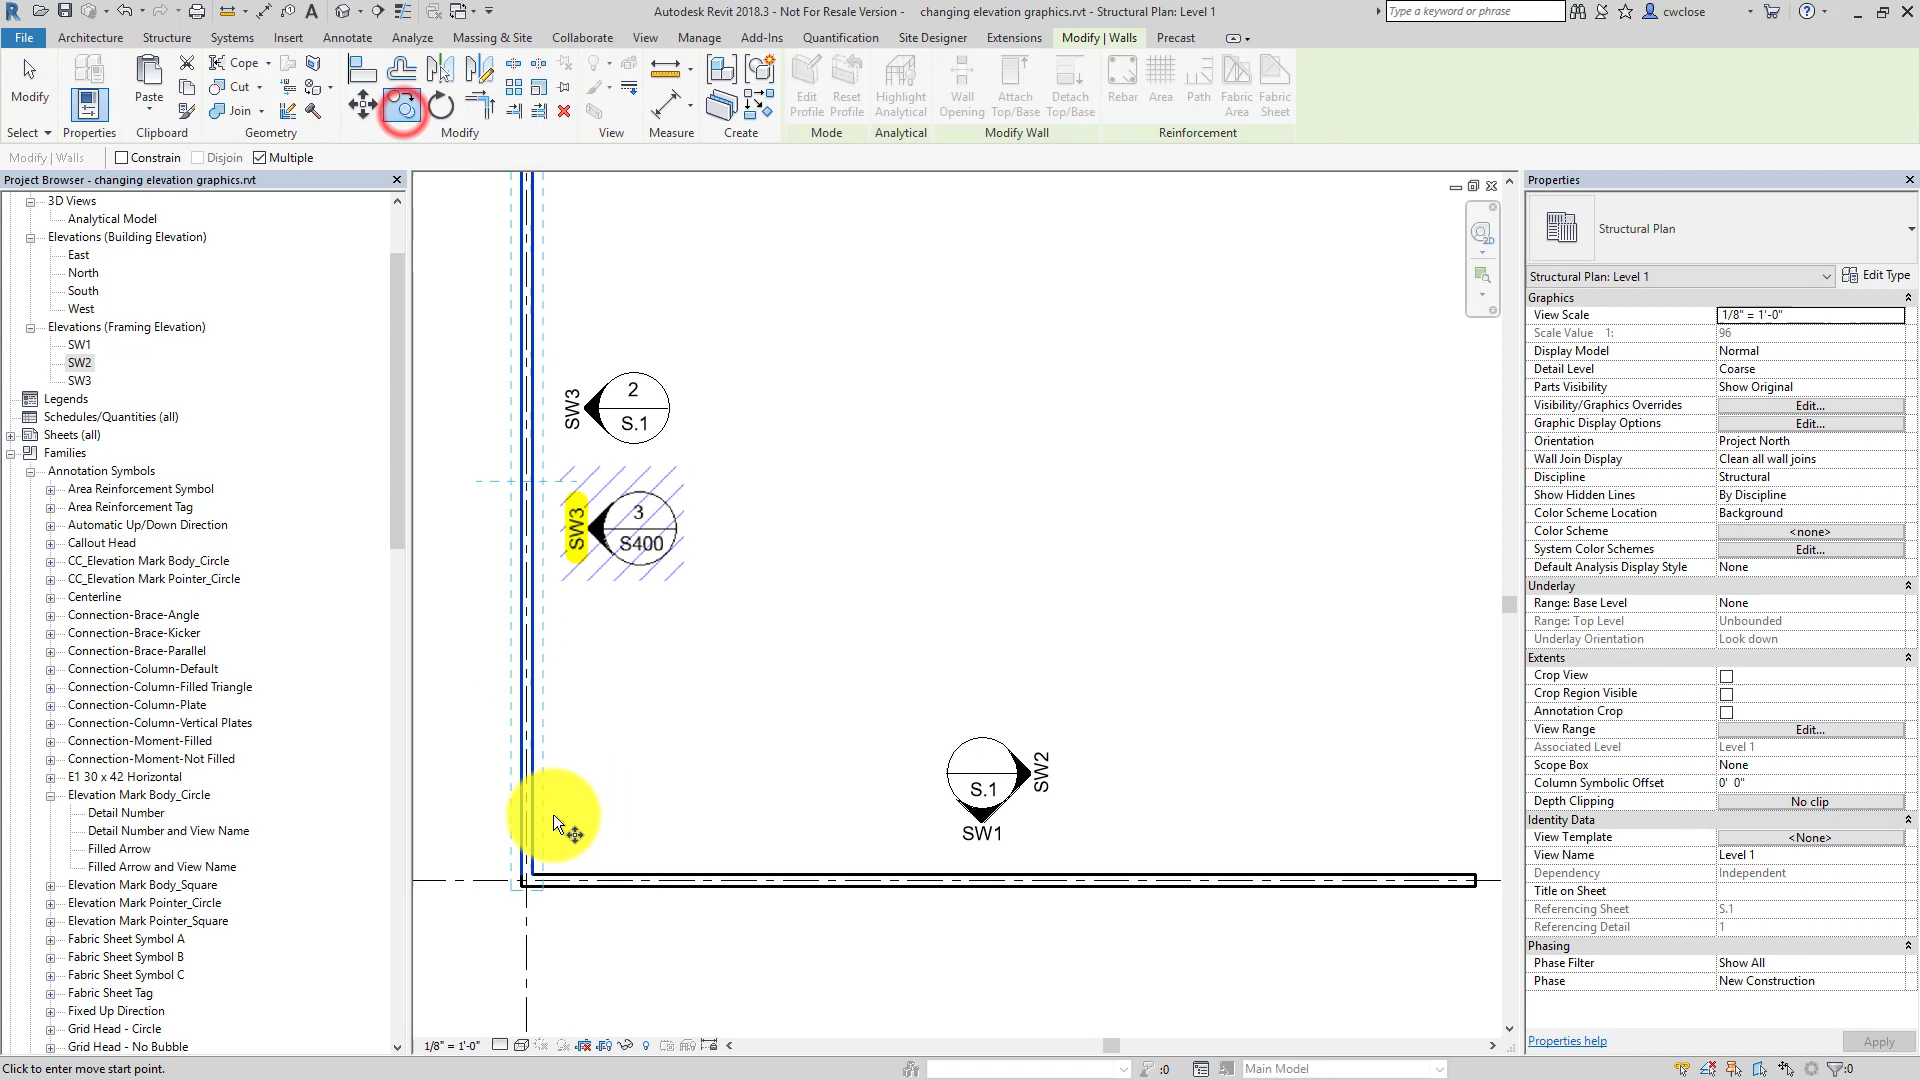 Autodesk Revit 2018.3 - Not For Resale Version - changing elevation graphics.rvt - Structural Plan: Level 1
Type a keyword or phrase
cwclose
File Architecture Structure Systems Insert Annotate Analyze Massing & Site Collaborate View Manage Add-Ins Quantification Site Designer Extensions Modify | Walls Precast
Modify
Select
Properties
Paste
Clipboard
Cope
Cut
Join
Geometry
Modify
View
Measure
Create
Edit Profile
Reset Profile
Mode
Highlight Analytical
Analytical
Wall Opening
Attach Top/Base
Detach Top/Base
Modify Wall
Rebar
Area
Path
Fabric Area
Fabric Sheet
Reinforcement
Modify | Walls
Constrain
Disjoin
Multiple
Project Browser - changing elevation graphics.rvt
3D Views
Analytical Model
Elevations (Building Elevation)
East
North
South
West
Elevations (Framing Elevation)
SW1
SW2
SW3
Legends
Schedules/Quantities (all)
Sheets (all)
Families
Annotation Symbols
Area Reinforcement Symbol
Area Reinforcement Tag
Automatic Up/Down Direction
Callout Head
CC_Elevation Mark Body_Circle
CC_Elevation Mark Pointer_Circle
Centerline
Connection-Brace-Angle
Connection-Brace-Kicker
Connection-Brace-Parallel
Connection-Column-Default
Connection-Column-Filled Triangle
Connection-Column-Plate
Connection-Column-Vertical Plates
Connection-Moment-Filled
Connection-Moment-Not Filled
E1 30 x 42 Horizontal
Elevation Mark Body_Circle
Detail Number
Detail Number and View Name
Filled Arrow
Filled Arrow and View Name
Elevation Mark Body_Square
Elevation Mark Pointer_Circle
Elevation Mark Pointer_Square
Fabric Sheet Symbol A
Fabric Sheet Symbol B
Fabric Sheet Symbol C
Fabric Sheet Tag
Fixed Up Direction
Grid Head - Circle
Grid Head - No Bubble
SW3
2
S.1
SW3
3
S400
S.1
SW2
SW1
2D
Properties
Structural Plan
Structural Plan: Level 1
Edit Type
Graphics
View Scale 1/8" = 1'-0"
Scale Value 1: 96
Display Model Normal
Detail Level Coarse
Parts Visibility Show Original
Visibility/Graphics Overrides Edit...
Graphic Display Options Edit...
Orientation Project North
Wall Join Display Clean all wall joins
Discipline Structural
Show Hidden Lines By Discipline
Color Scheme Location Background
Color Scheme <none>
System Color Schemes Edit...
Default Analysis Display Style None
Underlay
Range: Base Level None
Range: Top Level Unbounded
Underlay Orientation Look down
Extents
Crop View
Crop Region Visible
Annotation Crop
View Range Edit...
Associated Level Level 1
Scope Box None
Column Symbolic Offset 0' 0"
Depth Clipping No clip
Identity Data
View Template <None>
View Name Level 1
Dependency Independent
Title on Sheet
Referencing Sheet S.1
Referencing Detail 1
Phasing
Phase Filter Show All
Phase New Construction
Properties help
Apply
1/8" = 1'-0"
Click to enter move start point.
:0
Main Model
:0